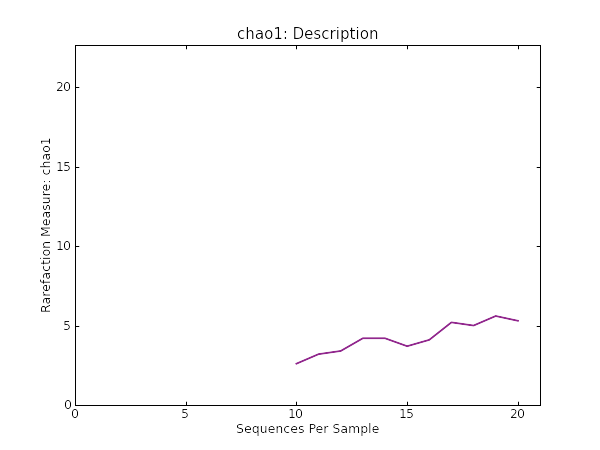 chao1: Description
Rarefaction Measure: chao1
20
15
10
5
0
0 5 10 15 20
Sequences Per Sample